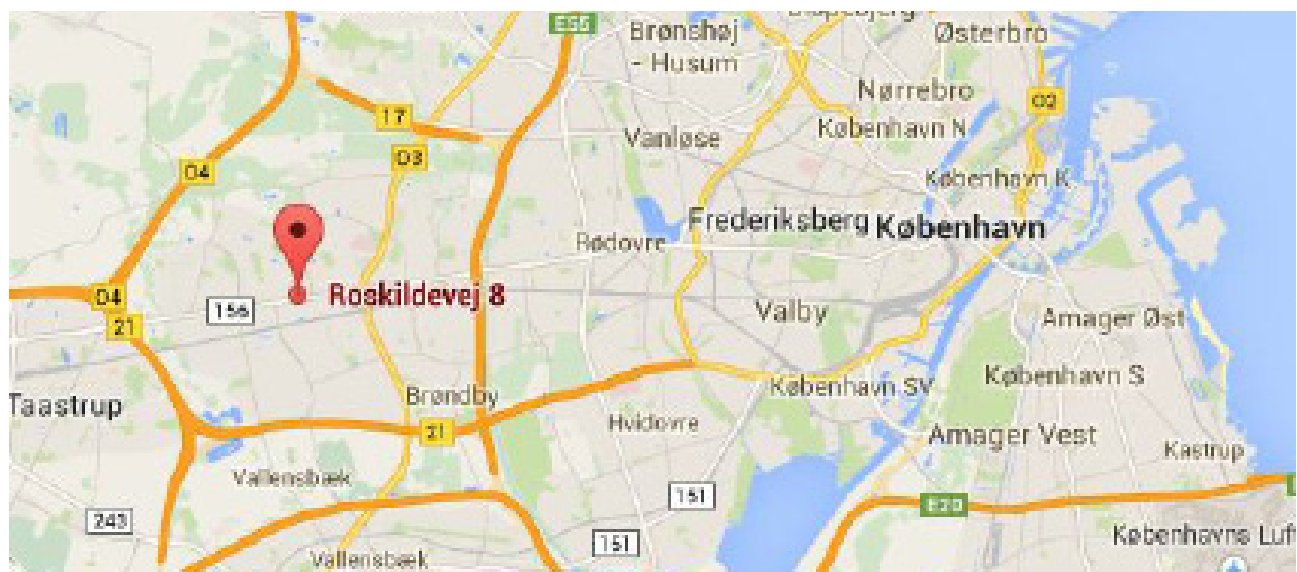 E55
Brønshøj
- Husum
Østerbro
Nørrebro
O2
17
København N
Vanløse
O3
O4
København K
Frederiksberg
København
Rødovre
O4
156
Roskildevej 8
Valby
21
Amager Øst
København S
København SV
Brøndby
Taastrup
21
Hvidovre
Amager Vest
Kastrup
Vallensbæk
151
E20
243
151
Københavns Luf
Vallensbæk